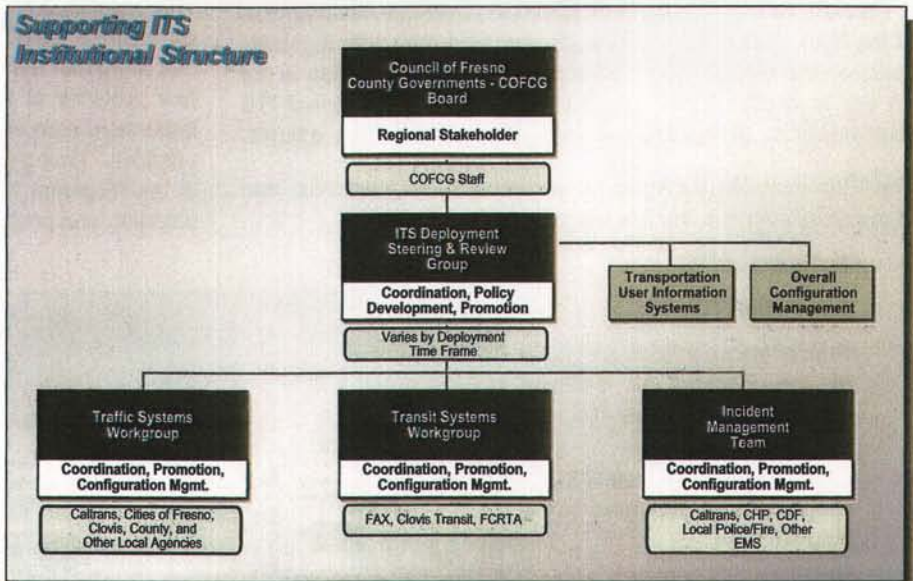 Supporting ITS
Institutional Structure
Council of Fresno
County Governments - COFCG
Board
Regional Stakeholder
COFCG Staff
ITS Deployment
Steering & Review
Group
Coordination, Policy
Development, Promotion
Varies by Deployment
Time Frame
Transportation
User Information
Systems
Overall
Configuration
Management
Traffic Systems
Workgroup
Coordination, Promotion,
Configuration Mgmt.
Caltrans, Cities of Fresno,
Clovis, County, and
Other Local Agencies
Transit Systems
Workgroup
Coordination, Promotion,
Configuration Mgmt.
FAX, Clovis Transit, FCRTA
Incident
Management
Team
Coordination, Promotion,
Configuration Mgmt.
Caltrans, CHP, CDF,
Local Police/Fire, Other
EMS